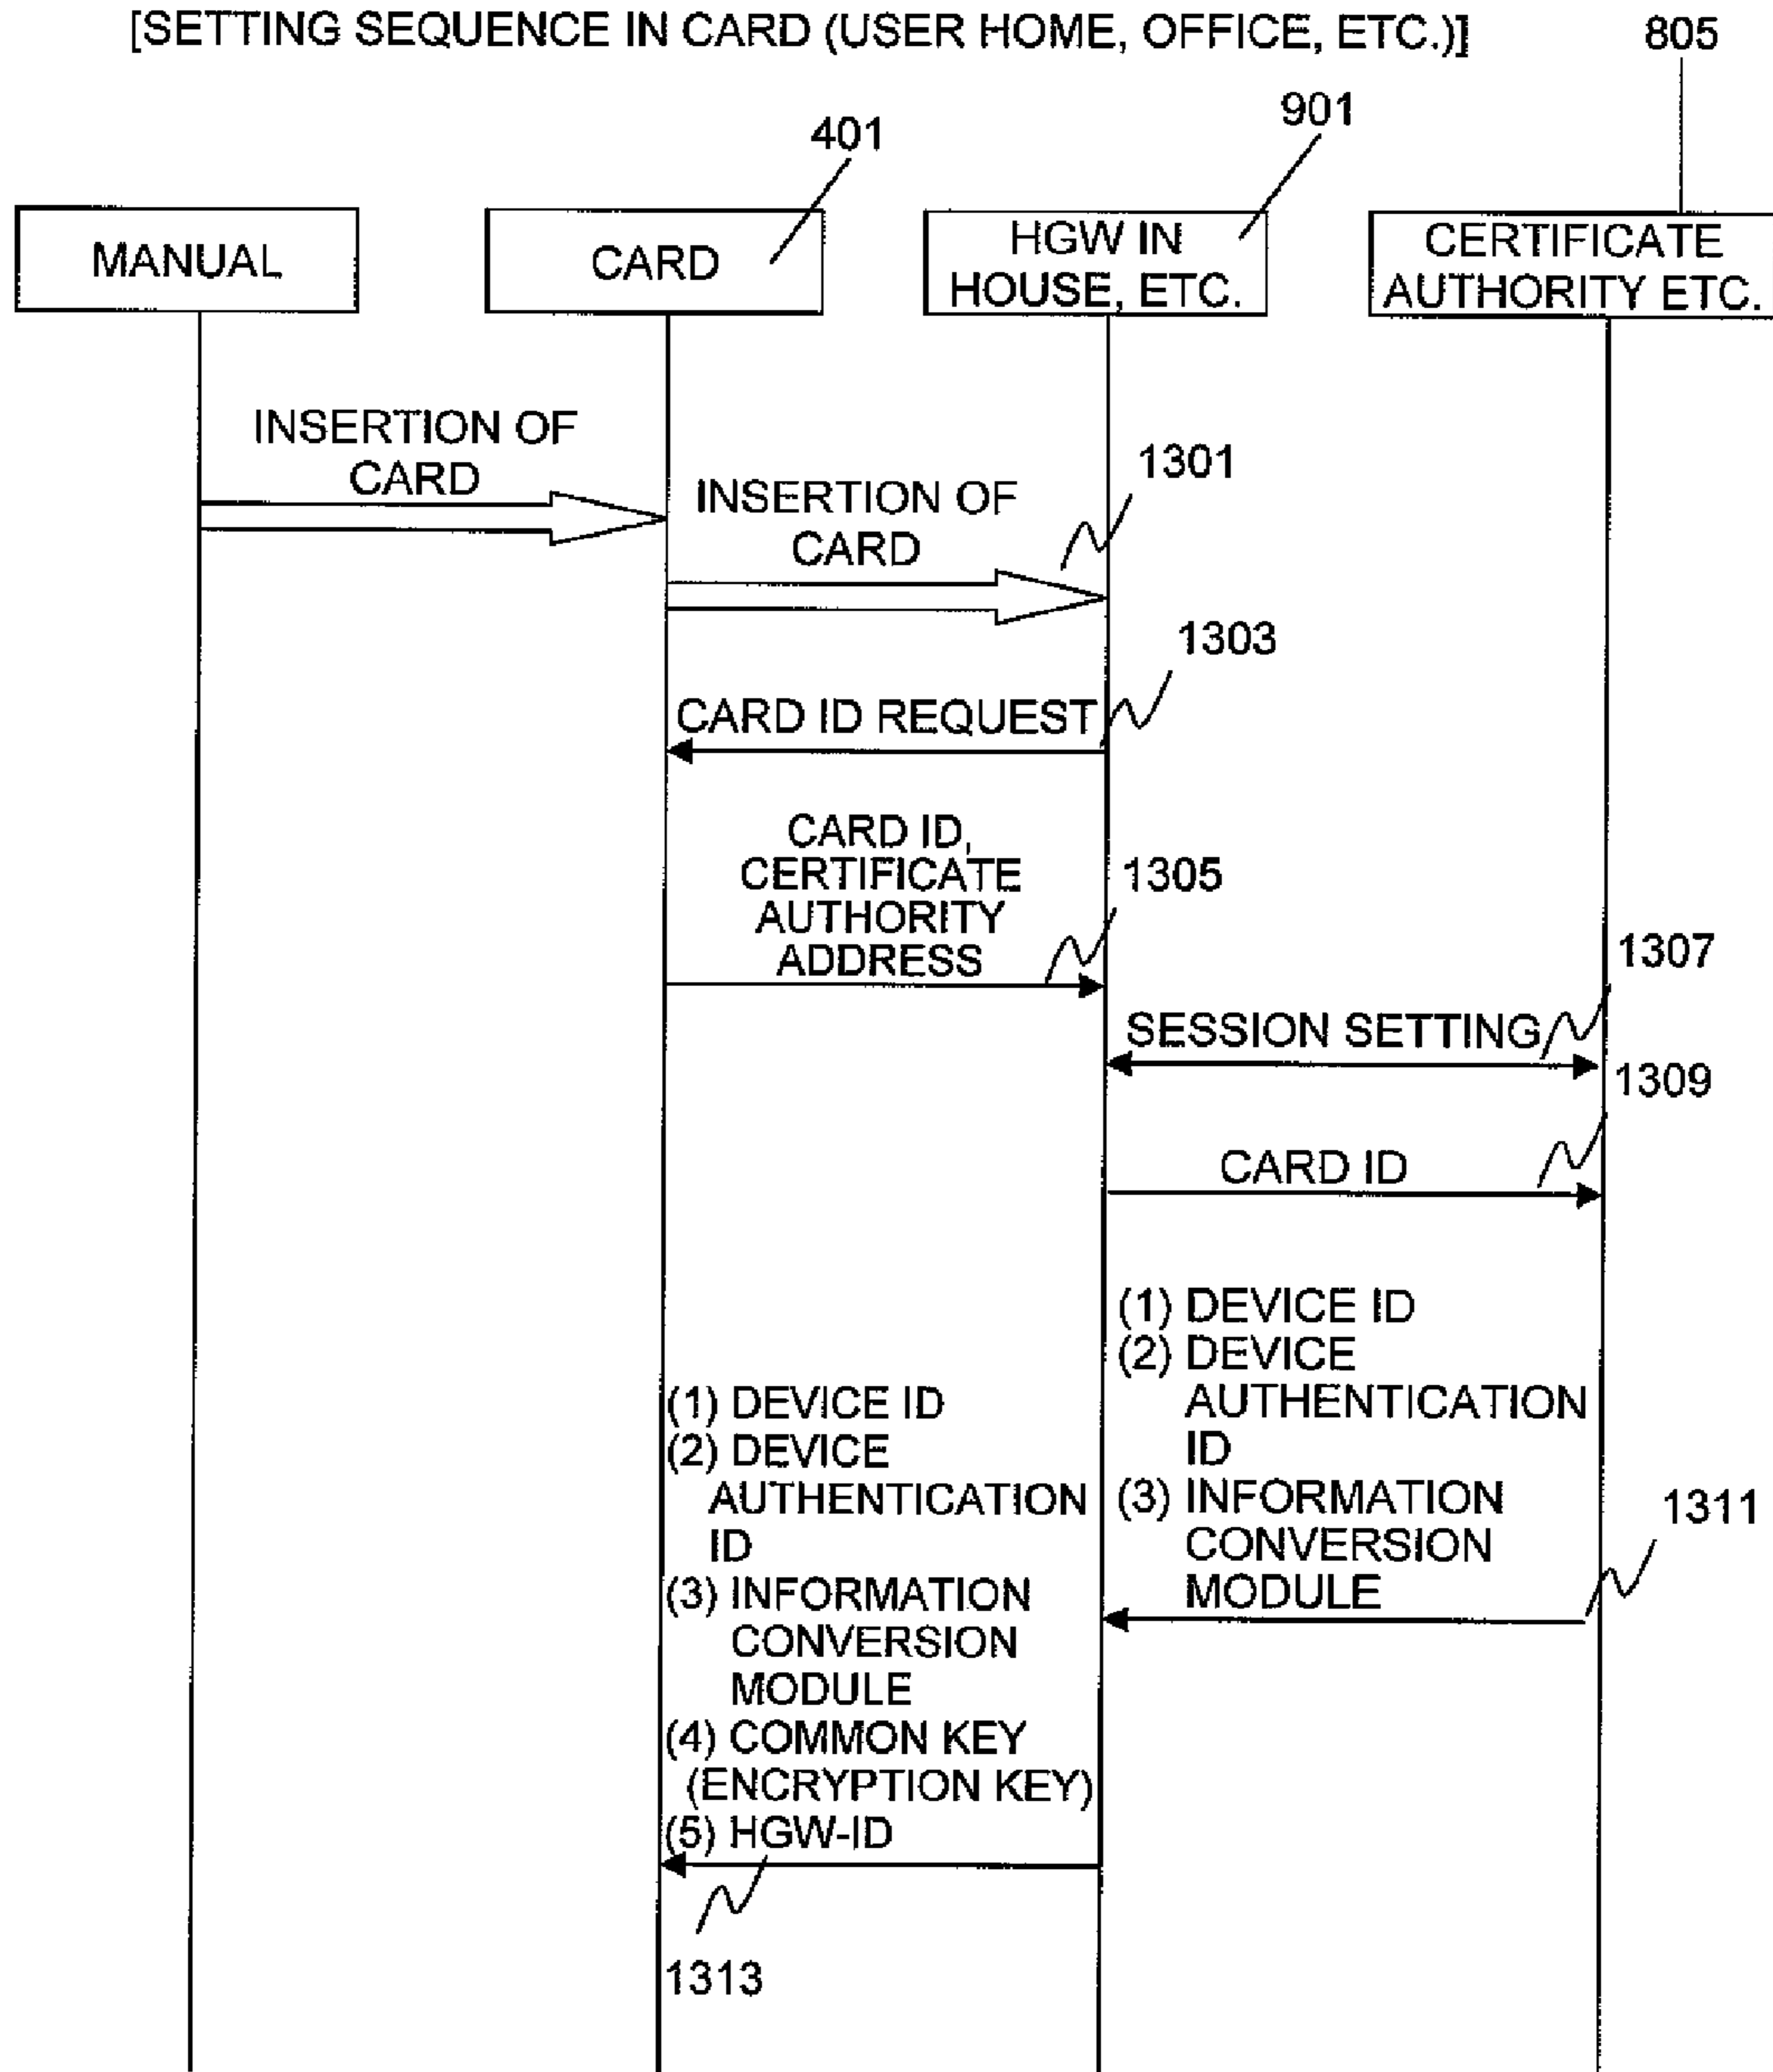 [SETTING SEQUENCE IN CARD (USER HOME, OFFICE, ETC.)]
805
401
901
MANUAL
CARD
HGW IN
HOUSE, ETC.
CERTIFICATE
AUTHORITY ETC.
INSERTION OF
CARD
INSERTION OF
CARD
1301
1303
CARD ID REQUEST
CARD ID,
CERTIFICATE
AUTHORITY
ADDRESS
1305
1307
SESSION SETTING
1309
CARD ID
(1) DEVICE ID
(2) DEVICE
AUTHENTICATION
ID
(3) INFORMATION
CONVERSION
MODULE
1311
(1) DEVICE ID
(2) DEVICE
AUTHENTICATION
ID
(3) INFORMATION
CONVERSION
MODULE
(4) COMMON KEY
(ENCRYPTION KEY)
(5) HGW-ID
1313